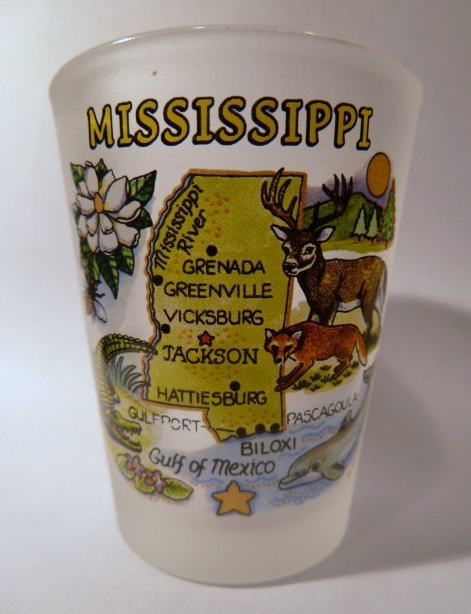 MISSISSIPPI
Mississippi
River
GRENADA
GREENVILLE
VICKSBURG
JACKSON
HATTIESBURG
GULFPORT
PASCAGOULA
BILOXI
Gulf of Mexico